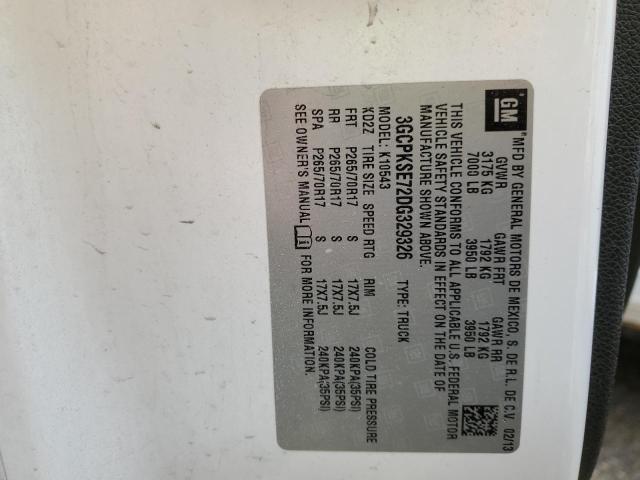 GM
MFD BY GENERAL MOTORS DE MEXICO, S. DE R.L. DE C.V. 02/13
GVWR GAWR FRT GAWR RR
3175 KG 1792 KG 1792 KG
7000 LB 3950 LB 3950 LB
THIS VEHICLE CONFORMS TO ALL APPLICABLE U.S. FEDERAL MOTOR
VEHICLE SAFETY STANDARDS IN EFFECT ON THE DATE OF
MANUFACTURE SHOWN ABOVE.
3GCPKSE72DG329326 TYPE: TRUCK
MODEL: K10543
KD2Z TIRE SIZE SPEED RTG RIM COLD TIRE PRESSURE
FRT P265/70R17 S 17X7.5J 240KPA(35PSI)
RR P265/70R17 S 17X7.5J 240KPA(35PSI)
SPA P265/70R17 S 17X7.5J 240KPA(35PSI)
SEE OWNER'S MANUAL FOR MORE INFORMATION.